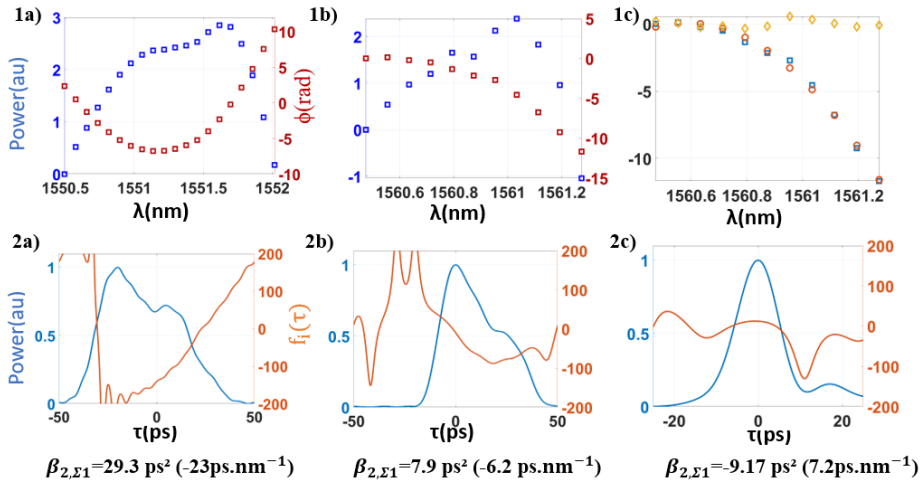 1a) 1b) 1c)
3 10 5 0
2 5 2 0
0 -5
1 -5 1 -5
-5 0 -10
0 -10 -1 -15 -10
Power(au) ϕ(rad)
1550.5 1551 1551.5 1552 1560.6 1560.8 1561 1561.2 1560.6 1560.8 1561 1561.2
λ(nm) λ(nm) λ(nm)
2a) 2b) 2c)
200 200 200
1 100 1 100 1 100
0.5 0 0.5 0 0.5 0
-100 -100 -100
0 -200 0 -200 0 -200
Power(au) fᵢ(τ)
-50 0 50 -50 0 50 -20 0 20
τ(ps) τ(ps) τ(ps)
β₂,Σ₁=29.3 ps² (-23ps.nm⁻¹) β₂,Σ₁=7.9 ps² (-6.2 ps.nm⁻¹) β₂,Σ₁=-9.17 ps² (7.2ps.nm⁻¹)